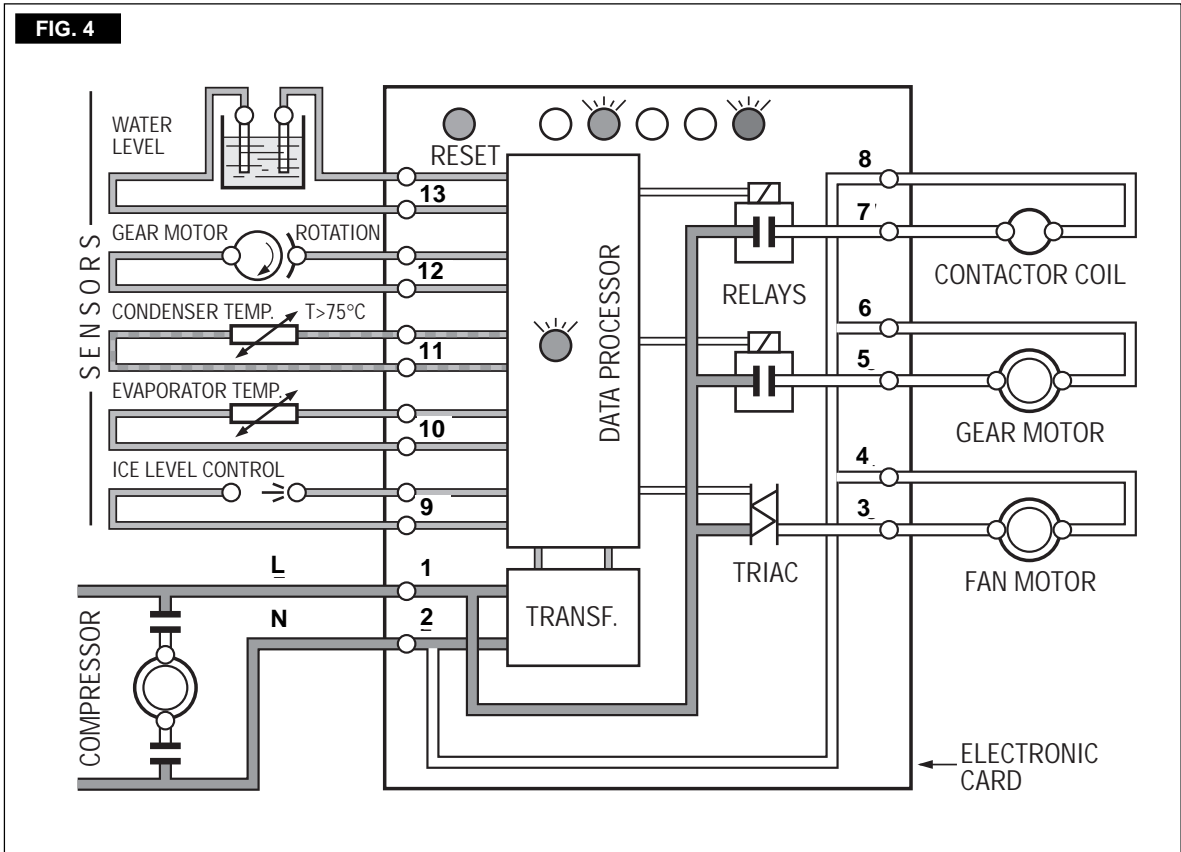 FIG. 4
WATER
LEVEL
RESET
8
13
7
GEAR MOTOR
ROTATION
12
CONTACTOR COIL
SENSORS
DATA PROCESSOR
RELAYS
CONDENSER TEMP.
T>75°C
11
6
5
EVAPORATOR TEMP.
10
GEAR MOTOR
ICE LEVEL CONTROL
9
4
3
TRIAC
FAN MOTOR
L
1
N
2
TRANSF.
COMPRESSOR
ELECTRONIC
CARD